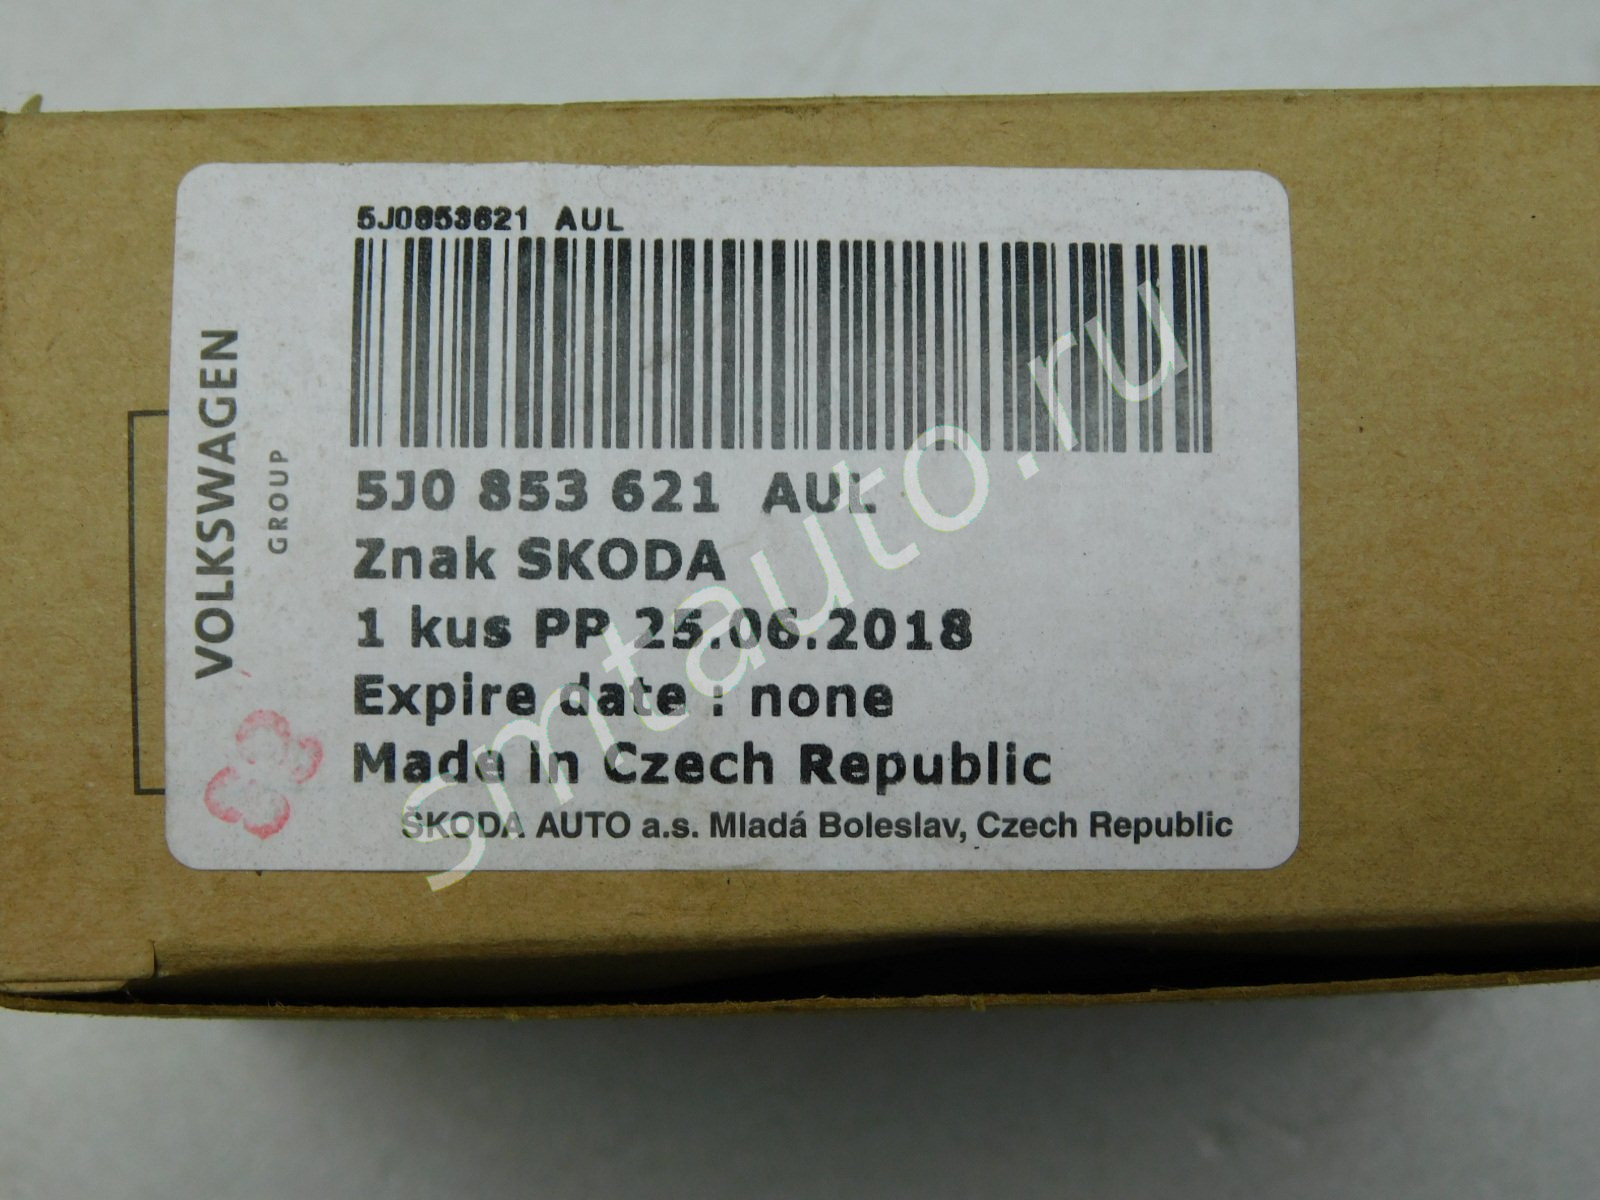 5J0853621 AUL
VOLKSWAGEN
GROUP
5J0 853 621 AUL
Znak SKODA
1 kus PP 25.06.2018
Expire date : none
Made in Czech Republic
ŠKODA AUTO a.s. Mladá Boleslav, Czech Republic
smtauto.ru